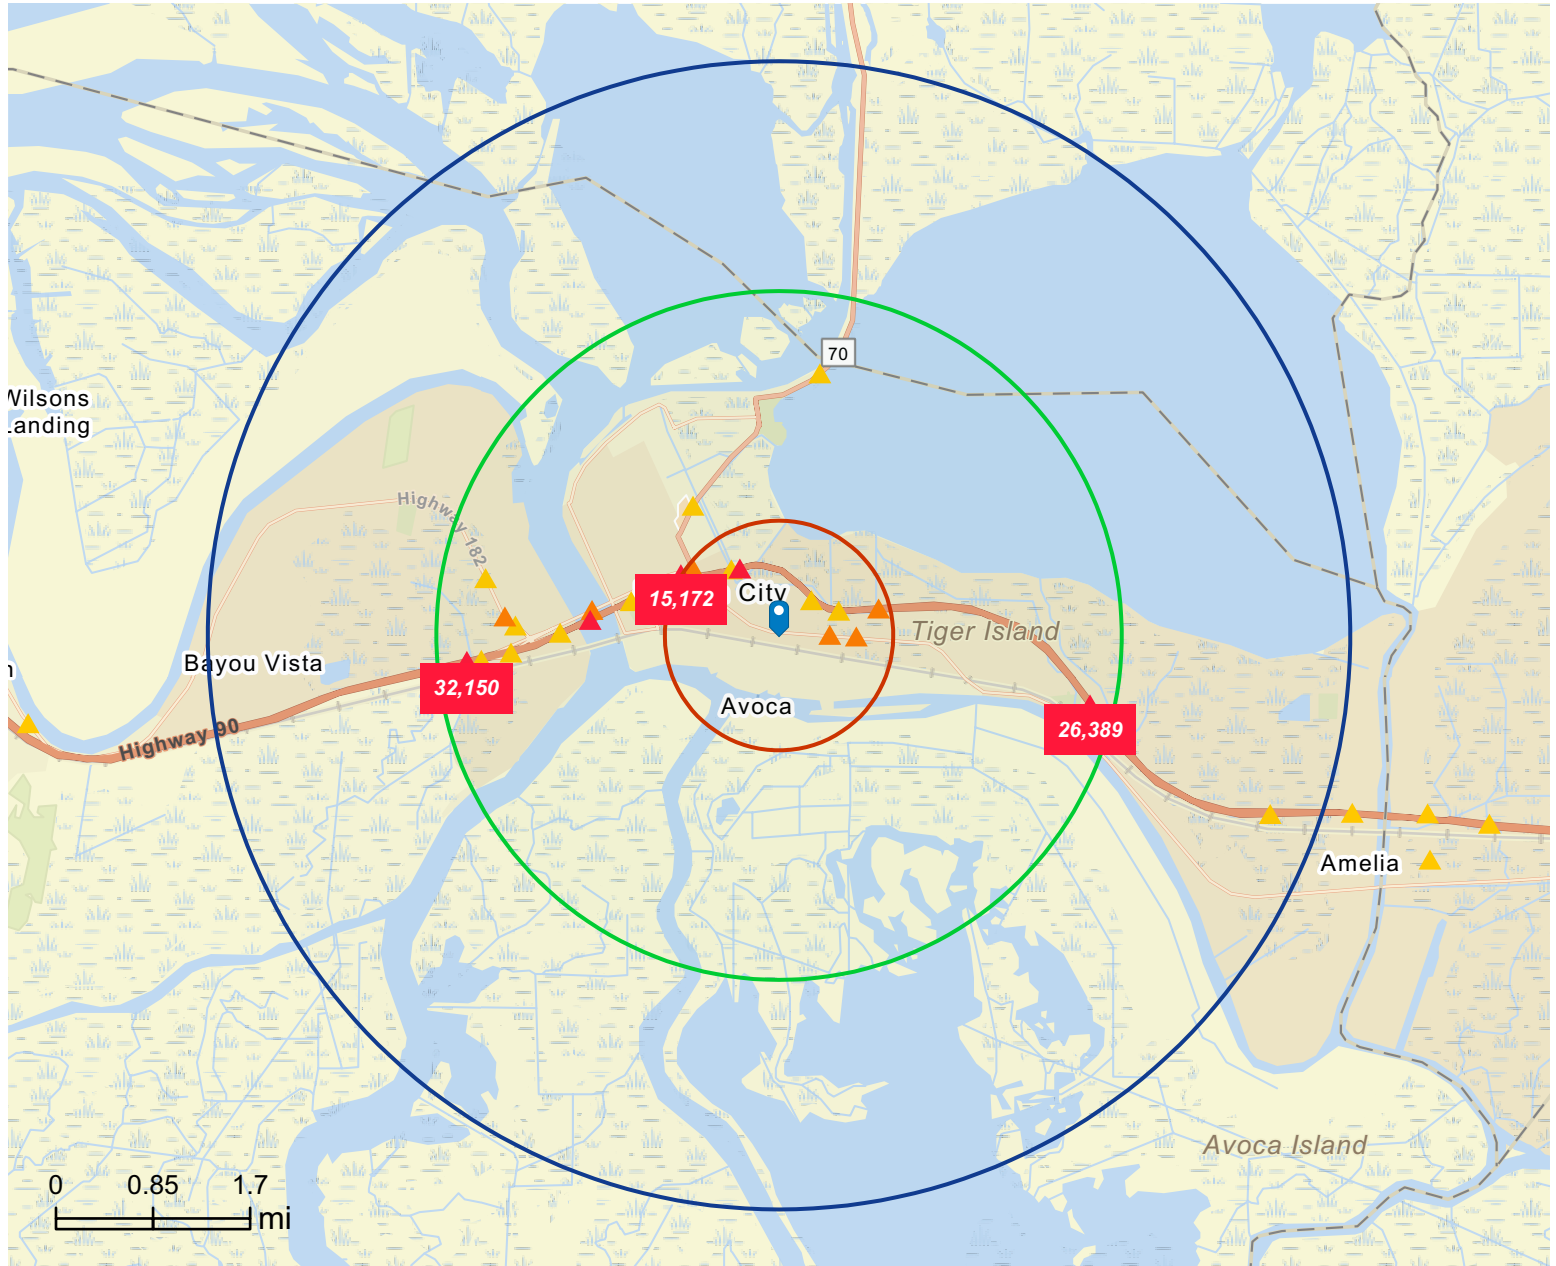 70
Wilsons
Landing
Highway 182
15,172
City
Tiger Island
Bayou Vista
32,150
Avoca
26,389
Highway 90
Amelia
Avoca Island
0 0.85 1.7
mi